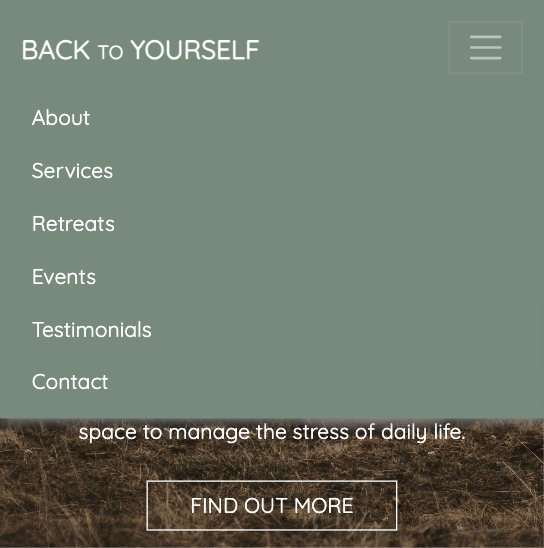 BACK TO YOURSELF
About
Services
Retreats
Events
Testimonials
Contact
space to manage the stress of daily life.
FIND OUT MORE